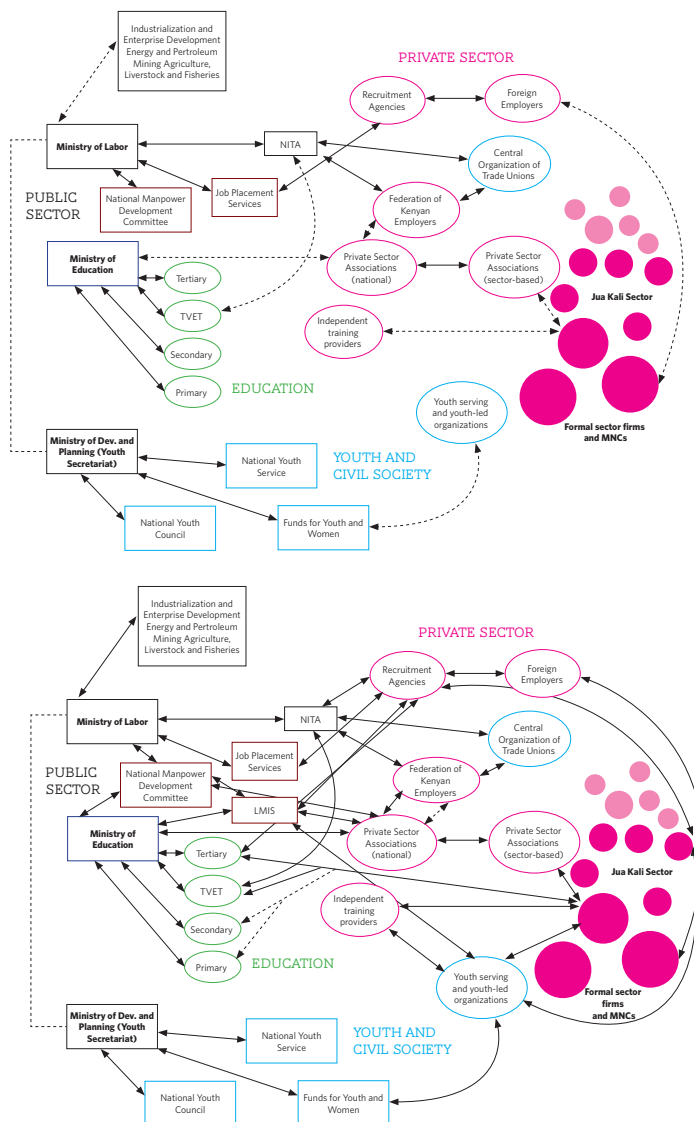 Industrialization and
Enterprise Development
Energy and Pertroleum
Mining Agriculture,
Livestock and Fisheries
PRIVATE SECTOR
Recruitment
Agencies
Foreign
Employers
Ministry of Labor
NITA
Central
Organization of
Trade Unions
PUBLIC
SECTOR
National Manpower
Development
Committee
Job Placement
Services
Federation of
Kenyan
Employers
Ministry of
Education
Tertiary
Private Sector
Associations
(national)
Private Sector
Associations
(sector-based)
Jua Kali Sector
TVET
Independent
training
providers
Secondary
Primary
EDUCATION
Youth serving
and youth-led
organizations
Formal sector firms
and MNCs
Ministry of Dev. and
Planning (Youth
Secretariat)
National Youth
Service
YOUTH AND
CIVIL SOCIETY
National Youth
Council
Funds for Youth and
Women
Industrialization and
Enterprise Development
Energy and Pertroleum
Mining Agriculture,
Livestock and Fisheries
PRIVATE SECTOR
Recruitment
Agencies
Foreign
Employers
Ministry of Labor
NITA
Central
Organization of
Trade Unions
PUBLIC
SECTOR
National Manpower
Development
Committee
Job Placement
Services
Federation of
Kenyan
Employers
LMIS
Ministry of
Education
Tertiary
Private Sector
Associations
(national)
Private Sector
Associations
(sector-based)
Jua Kali Sector
TVET
Independent
training
providers
Secondary
Primary
EDUCATION
Youth serving
and youth-led
organizations
Formal sector
firms
and MNCs
Ministry of Dev. and
Planning (Youth
Secretariat)
National Youth
Service
YOUTH AND
CIVIL SOCIETY
National Youth
Council
Funds for Youth and
Women